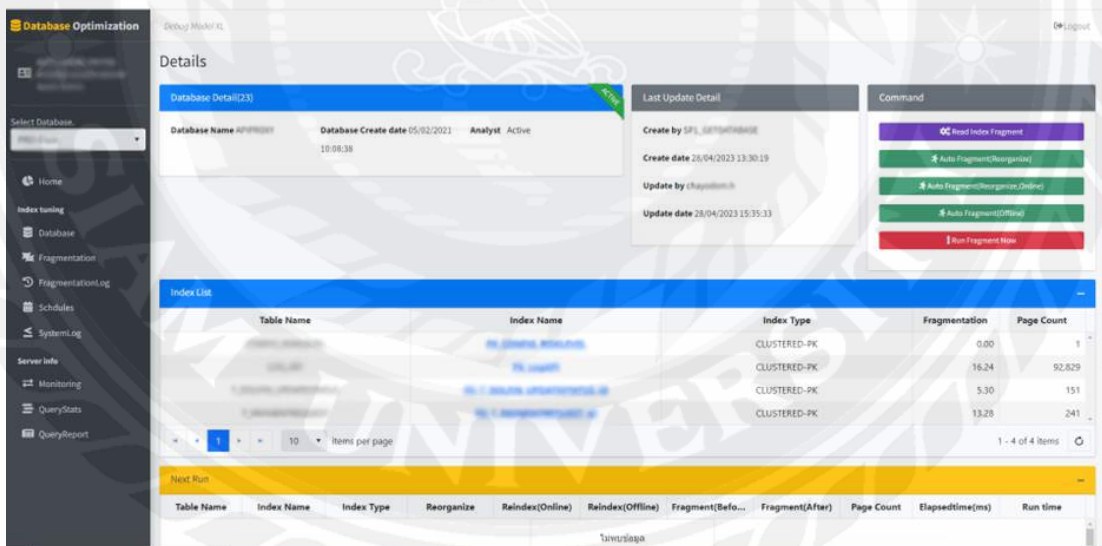 Database Optimization
Debug Model XL
Logout
Details
Select Database.
Home
Index tuning
Database
Fragmentation
FragmentationLog
Schdules
SystemLog
Server info
Monitoring
QueryStats
QueryReport
Database Detail(23)
ACTIVE
Database Name
Database Create date 05/02/2021
10:08:38
Analyst Active
Last Update Detail
Create by
Create date 28/04/2023 13:30:19
Update by
Update date 28/04/2023 15:35:33
Command
Read Index Fragment
Auto Fragment(Reorganize)
Auto Fragment(Reorganize,Online)
Auto Fragment(Offline)
Run Fragment Now
Index List
Table Name Index Name Index Type Fragmentation Page Count
CLUSTERED-PK 0.00 1
CLUSTERED-PK 16.24 92,829
CLUSTERED-PK 5.30 151
CLUSTERED-PK 13.28 241
1 10 items per page 1 - 4 of 4 items
Next Run
Table Name Index Name Index Type Reorganize Reindex(Online) Reindex(Offline) Fragment(Befo... Fragment(After) Page Count Elapsedtime(ms) Run time
ไม่พบข้อมูล
SIAM UNIVERSITY